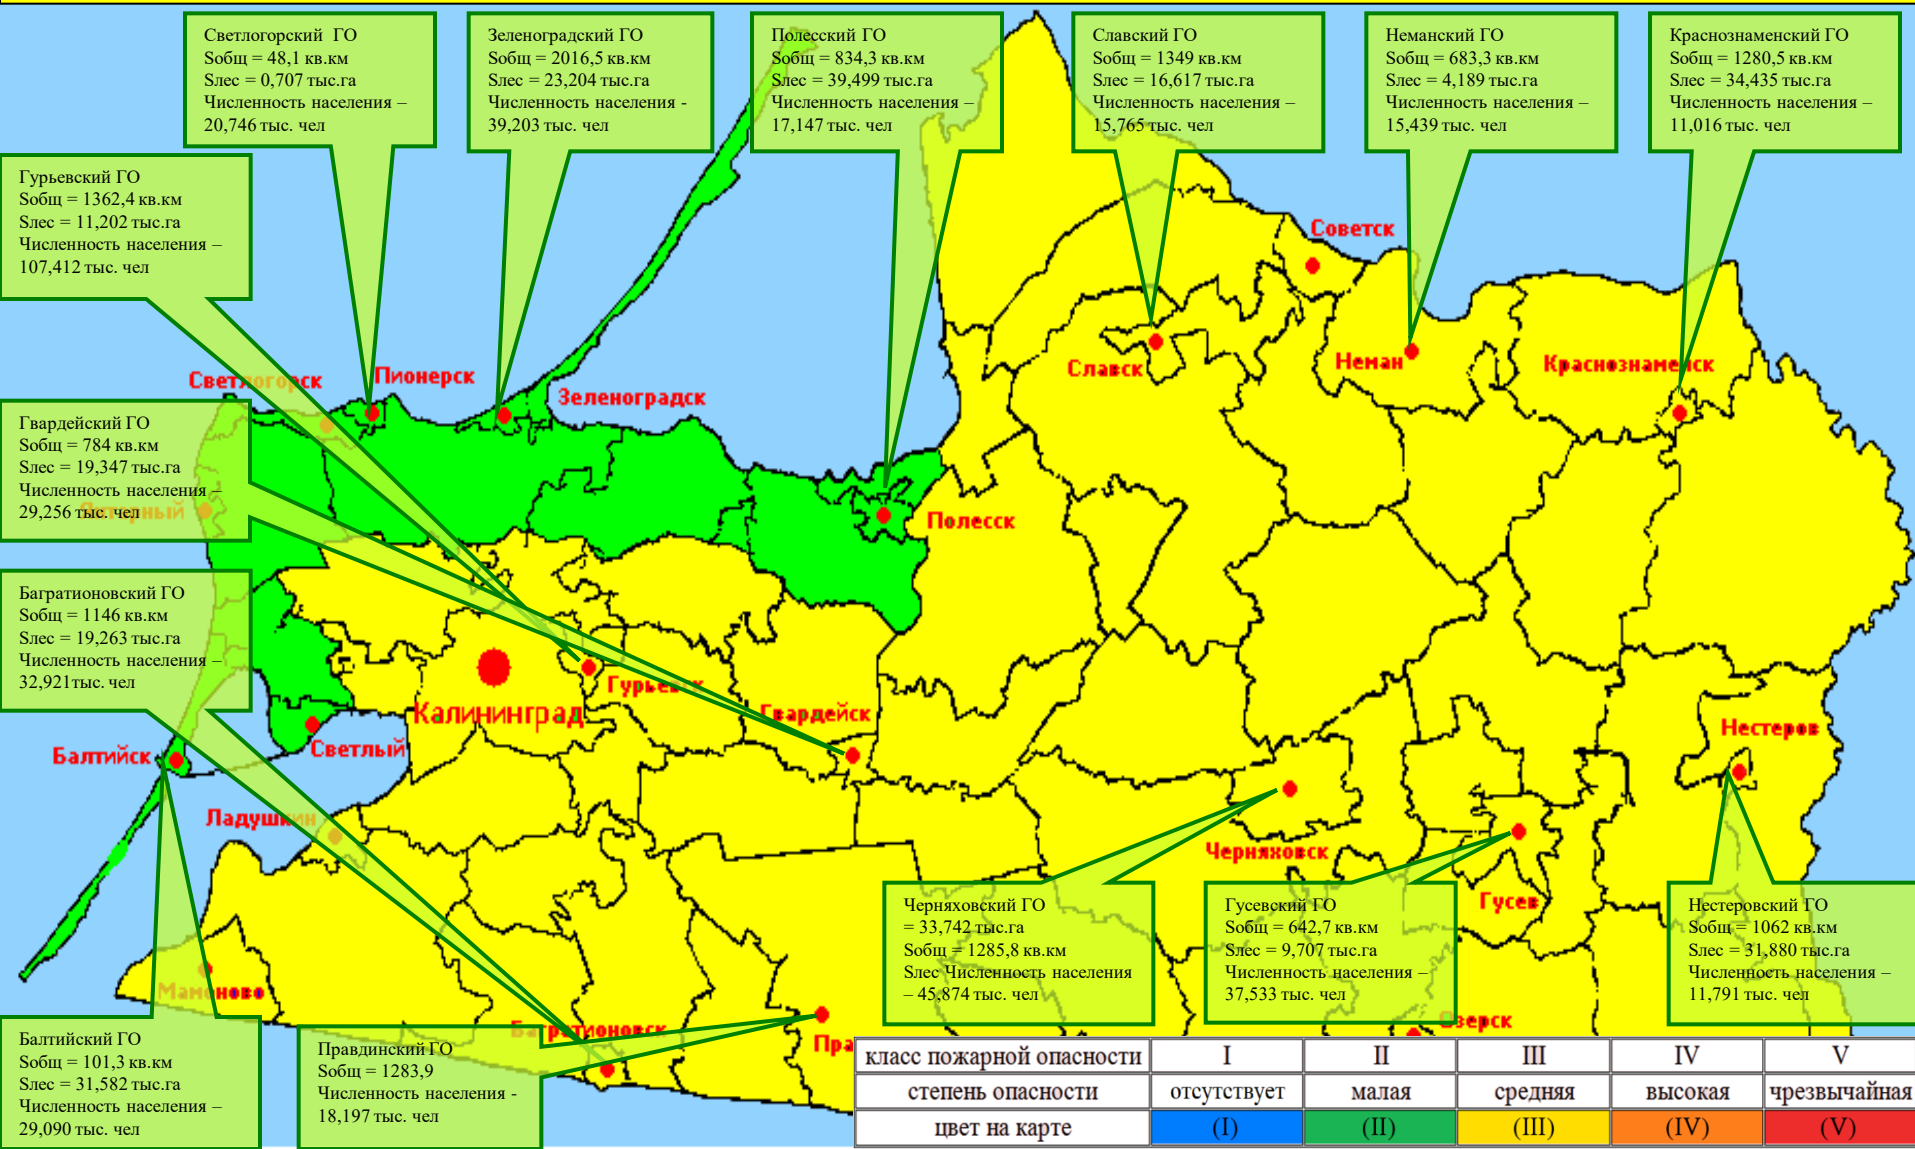 Светлогорский ГО
Sобщ = 48,1 кв.км
Sлес = 0,707 тыс.га
Численность населения –
20,746 тыс. чел
Зеленоградский ГО
Sобщ = 2016,5 кв.км
Sлес = 23,204 тыс.га
Численность населения -
39,203 тыс. чел
Полесский ГО
Sобщ = 834,3 кв.км
Sлес = 39,499 тыс.га
Численность населения –
17,147 тыс. чел
Славский ГО
Sобщ = 1349 кв.км
Sлес = 16,617 тыс.га
Численность населения –
15,765 тыс. чел
Неманский ГО
Sобщ = 683,3 кв.км
Sлес = 4,189 тыс.га
Численность населения –
15,439 тыс. чел
Краснознаменский ГО
Sобщ = 1280,5 кв.км
Sлес = 34,435 тыс.га
Численность населения –
11,016 тыс. чел
Гурьевский ГО
Sобщ = 1362,4 кв.км
Sлес = 11,202 тыс.га
Численность населения –
107,412 тыс. чел
Советск
Славск
Неман
Краснознаменск
Светлогорск
Пионерск
Зеленоградск
Гвардейский ГО
Sобщ = 784 кв.км
Sлес = 19,347 тыс.га
Численность населения –
29,256 тыс. чел
Янтарный
Полесск
Багратионовский ГО
Sобщ = 1146 кв.км
Sлес = 19,263 тыс.га
Численность населения –
32,921тыс. чел
Гурьевск
Калининград
Гвардейск
Нестеров
Светлый
Балтийск
Ладушкин
Черняховск
Гусев
Черняховский ГО
= 33,742 тыс.га
Sобщ = 1285,8 кв.км
Sлес Численность населения
– 45,874 тыс. чел
Гусевский ГО
Sобщ = 642,7 кв.км
Sлес = 9,707 тыс.га
Численность населения –
37,533 тыс. чел
Нестеровский ГО
Sобщ = 1062 кв.км
Sлес = 31,880 тыс.га
Численность населения –
11,791 тыс. чел
Мамоново
Багратионовск
Озерск
Пра
Балтийский ГО
Sобщ = 101,3 кв.км
Sлес = 31,582 тыс.га
Численность населения –
29,090 тыс. чел
Правдинский ГО
Sобщ = 1283,9
Численность населения -
18,197 тыс. чел
класс пожарной опасности I II III IV V
степень опасности отсутствует малая средняя высокая чрезвычайная
цвет на карте (I) (II) (III) (IV) (V)